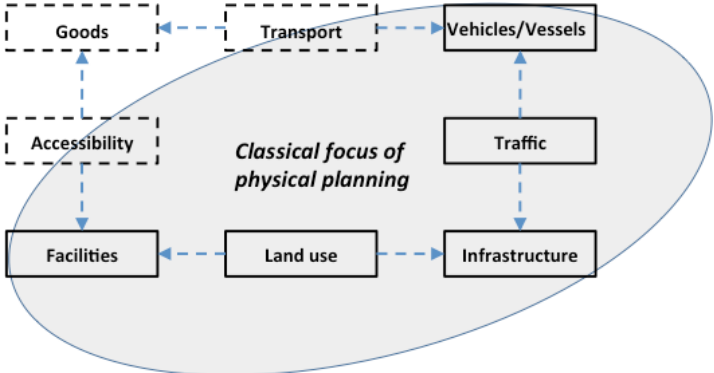 Goods
Transport
Vehicles/Vessels
Accessibility
Classical focus of
physical planning
Traffic
Facilities
Land use
Infrastructure